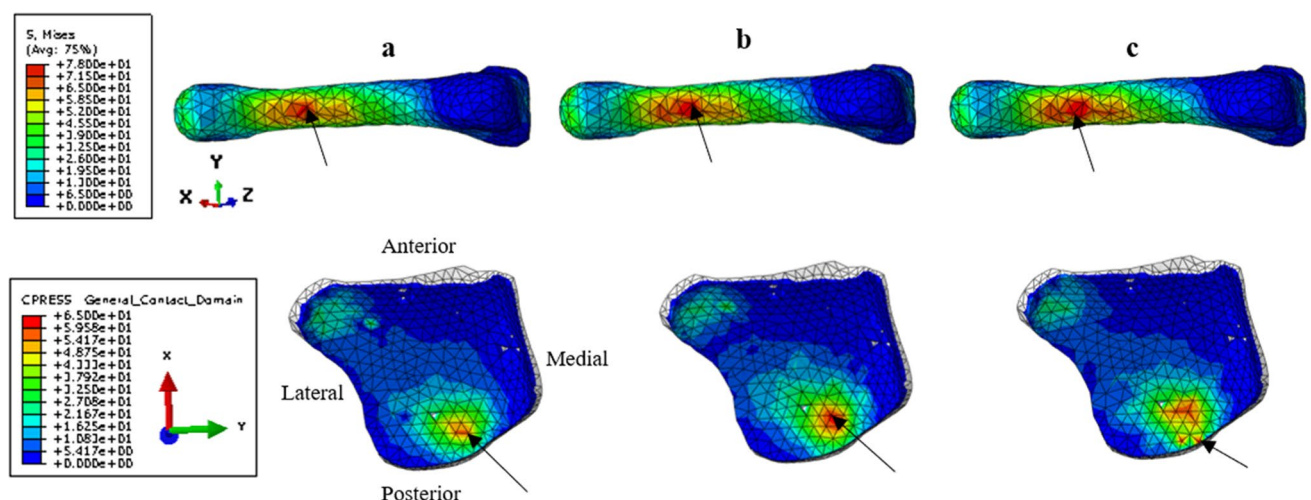 S, Mises
(Avg: 75%)
+7.800e+01
+7.150e+01
+6.500e+01
+5.850e+01
+5.200e+01
+4.550e+01
+3.900e+01
+3.250e+01
+2.600e+01
+1.950e+01
+1.300e+01
+6.500e+00
+0.000e+00
a
b
c
Y
X
Z
Anterior
CPRESS General_Contact_Domain
+6.500e+01
+5.958e+01
+5.417e+01
+4.875e+01
+4.333e+01
+3.792e+01
+3.250e+01
+2.708e+01
+2.167e+01
+1.625e+01
+1.083e+01
+5.417e+00
+0.000e+00
X
Y
Medial
Lateral
Posterior